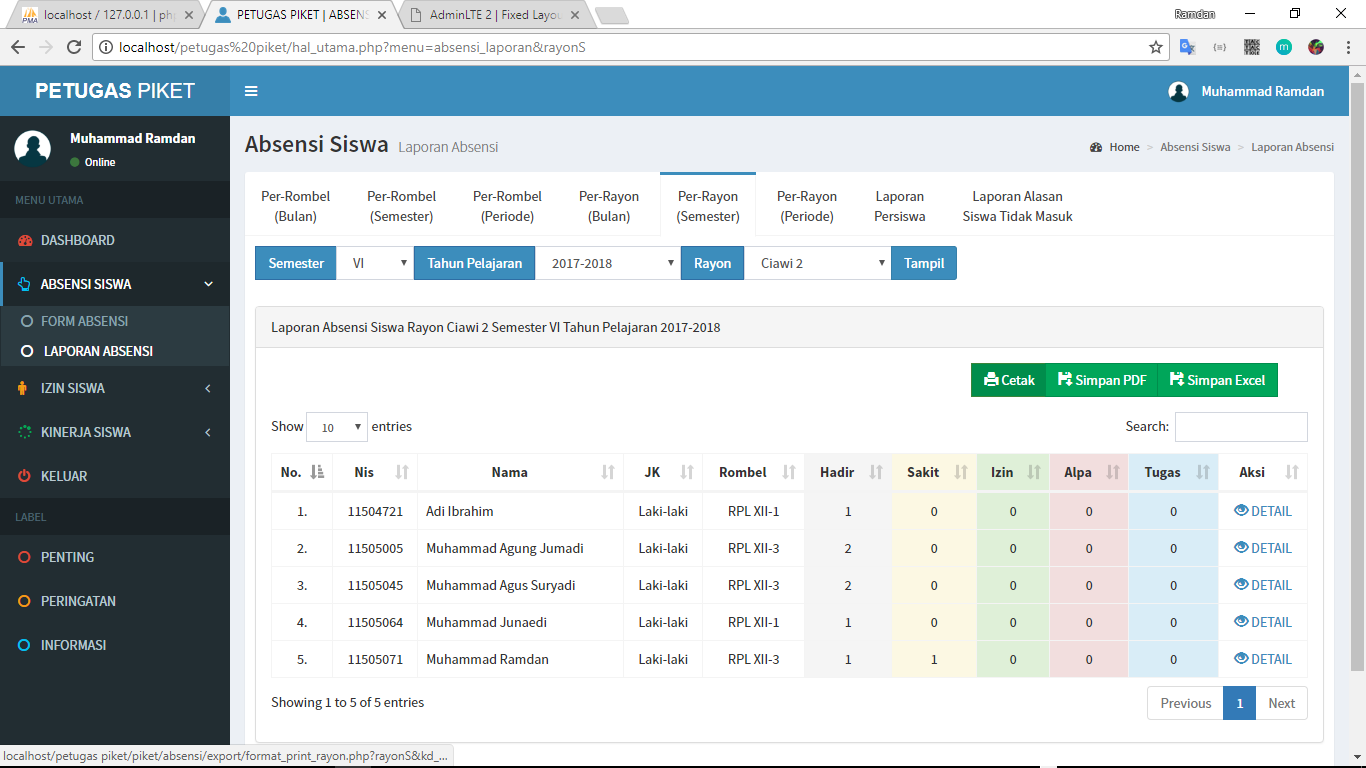 localhost / 127.0.0.1 | ph
PETUGAS PIKET | ABSENS
AdminLTE 2 | Fixed Layou
Ramdan
localhost/petugas%20piket/hal_utama.php?menu=absensi_laporan&rayonS
PETUGAS PIKET
Muhammad Ramdan
Muhammad Ramdan
Online
MENU UTAMA
DASHBOARD
ABSENSI SISWA
FORM ABSENSI
LAPORAN ABSENSI
IZIN SISWA
KINERJA SISWA
KELUAR
LABEL
PENTING
PERINGATAN
INFORMASI
Absensi Siswa Laporan Absensi
Home > Absensi Siswa > Laporan Absensi
Per-Rombel
(Bulan)
Per-Rombel
(Semester)
Per-Rombel
(Periode)
Per-Rayon
(Bulan)
Per-Rayon
(Semester)
Per-Rayon
(Periode)
Laporan
Persiswa
Laporan Alasan
Siswa Tidak Masuk
Semester VI Tahun Pelajaran 2017-2018 Rayon Ciawi 2 Tampil
Laporan Absensi Siswa Rayon Ciawi 2 Semester VI Tahun Pelajaran 2017-2018
Cetak Simpan PDF Simpan Excel
Show 10 entries Search:
No. Nis Nama JK Rombel Hadir Sakit Izin Alpa Tugas Aksi
1. 11504721 Adi Ibrahim Laki-laki RPL XII-1 1 0 0 0 0 DETAIL
2. 11505005 Muhammad Agung Jumadi Laki-laki RPL XII-3 2 0 0 0 0 DETAIL
3. 11505045 Muhammad Agus Suryadi Laki-laki RPL XII-3 2 0 0 0 0 DETAIL
4. 11505064 Muhammad Junaedi Laki-laki RPL XII-1 1 0 0 0 0 DETAIL
5. 11505071 Muhammad Ramdan Laki-laki RPL XII-3 1 1 0 0 0 DETAIL
Showing 1 to 5 of 5 entries
Previous 1 Next
localhost/petugas piket/piket/absensi/export/format_print_rayon.php?rayonS&kd_...